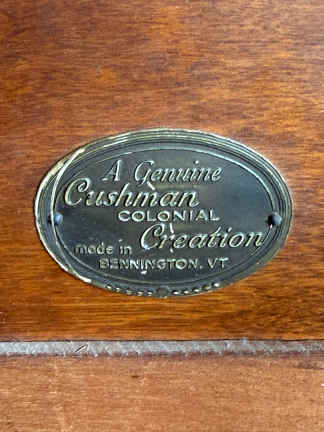 A Genuine
Cushman
COLONIAL
Creation
made in
BENNINGTON, VT